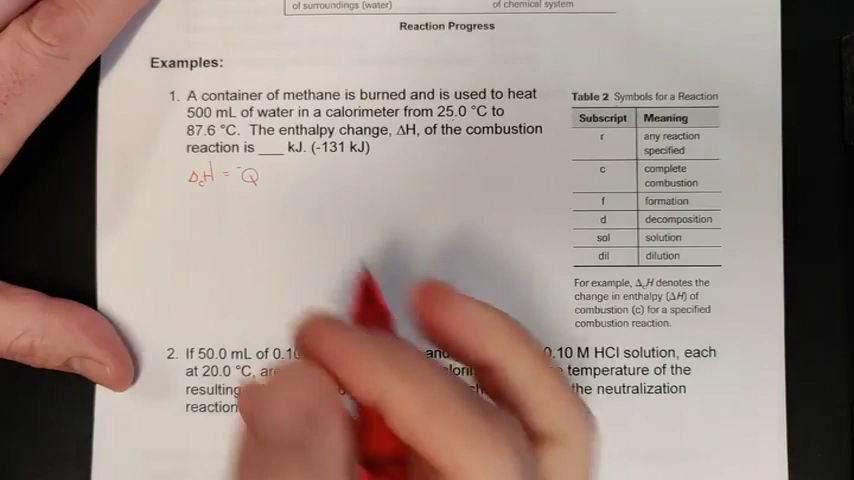 of surroundings (water)
of chemical system
Reaction Progress
Examples:
1. A container of methane is burned and is used to heat
500 mL of water in a calorimeter from 25.0 °C to
87.6 °C. The enthalpy change, ΔH, of the combustion
reaction is ___ kJ. (-131 kJ)
ΔcH = -Q
Table 2 Symbols for a Reaction
Subscript Meaning
r any reaction
specified
c complete
combustion
f formation
d decomposition
sol solution
dil dilution
For example, ΔcH denotes the
change in enthalpy (ΔH) of
combustion (c) for a specified
combustion reaction.
2. If 50.0 mL of and 0.10 M HCl solution, each
at 20.0 °C, temperature of the
resulting the neutralization
reaction